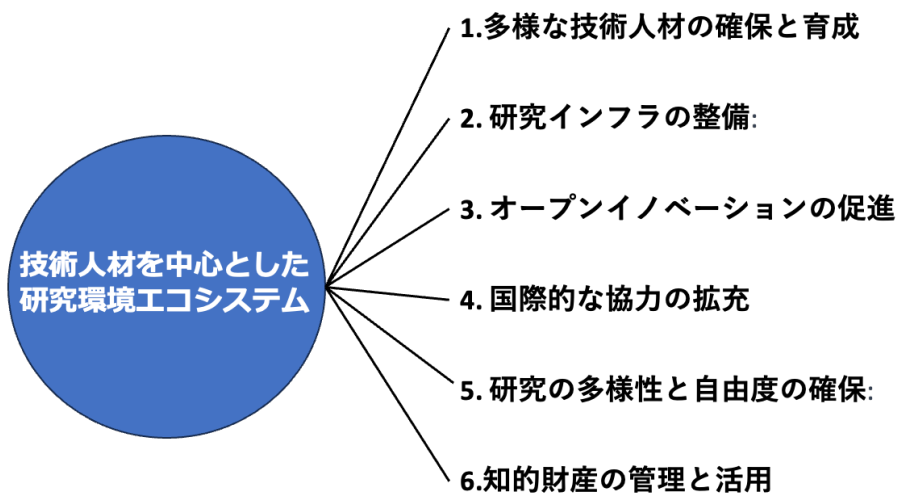 技術人材を中心とした
研究環境エコシステム
1.多様な技術人材の確保と育成
2. 研究インフラの整備:
3. オープンイノベーションの促進
4. 国際的な協力の拡充
5. 研究の多様性と自由度の確保:
6.知的財産の管理と活用